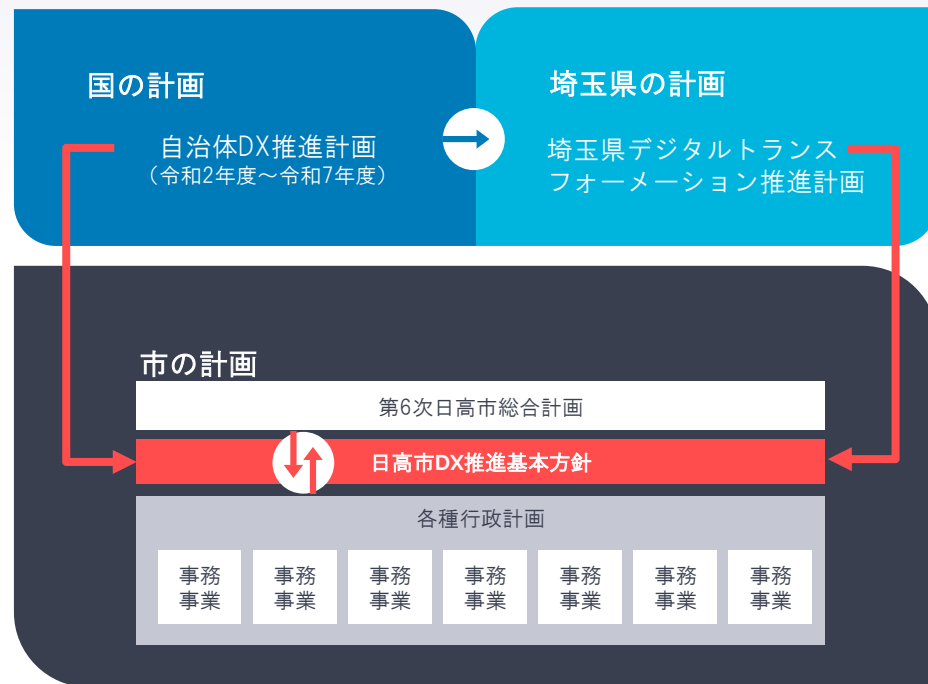 国の計画
自治体DX推進計画
（令和2年度～令和7年度）
埼玉県の計画
埼玉県デジタルトランス
フォーメーション推進計画
市の計画
第6次日高市総合計画
日高市DX推進基本方針
各種行政計画
事務
事業
事務
事業
事務
事業
事務
事業
事務
事業
事務
事業
事務
事業